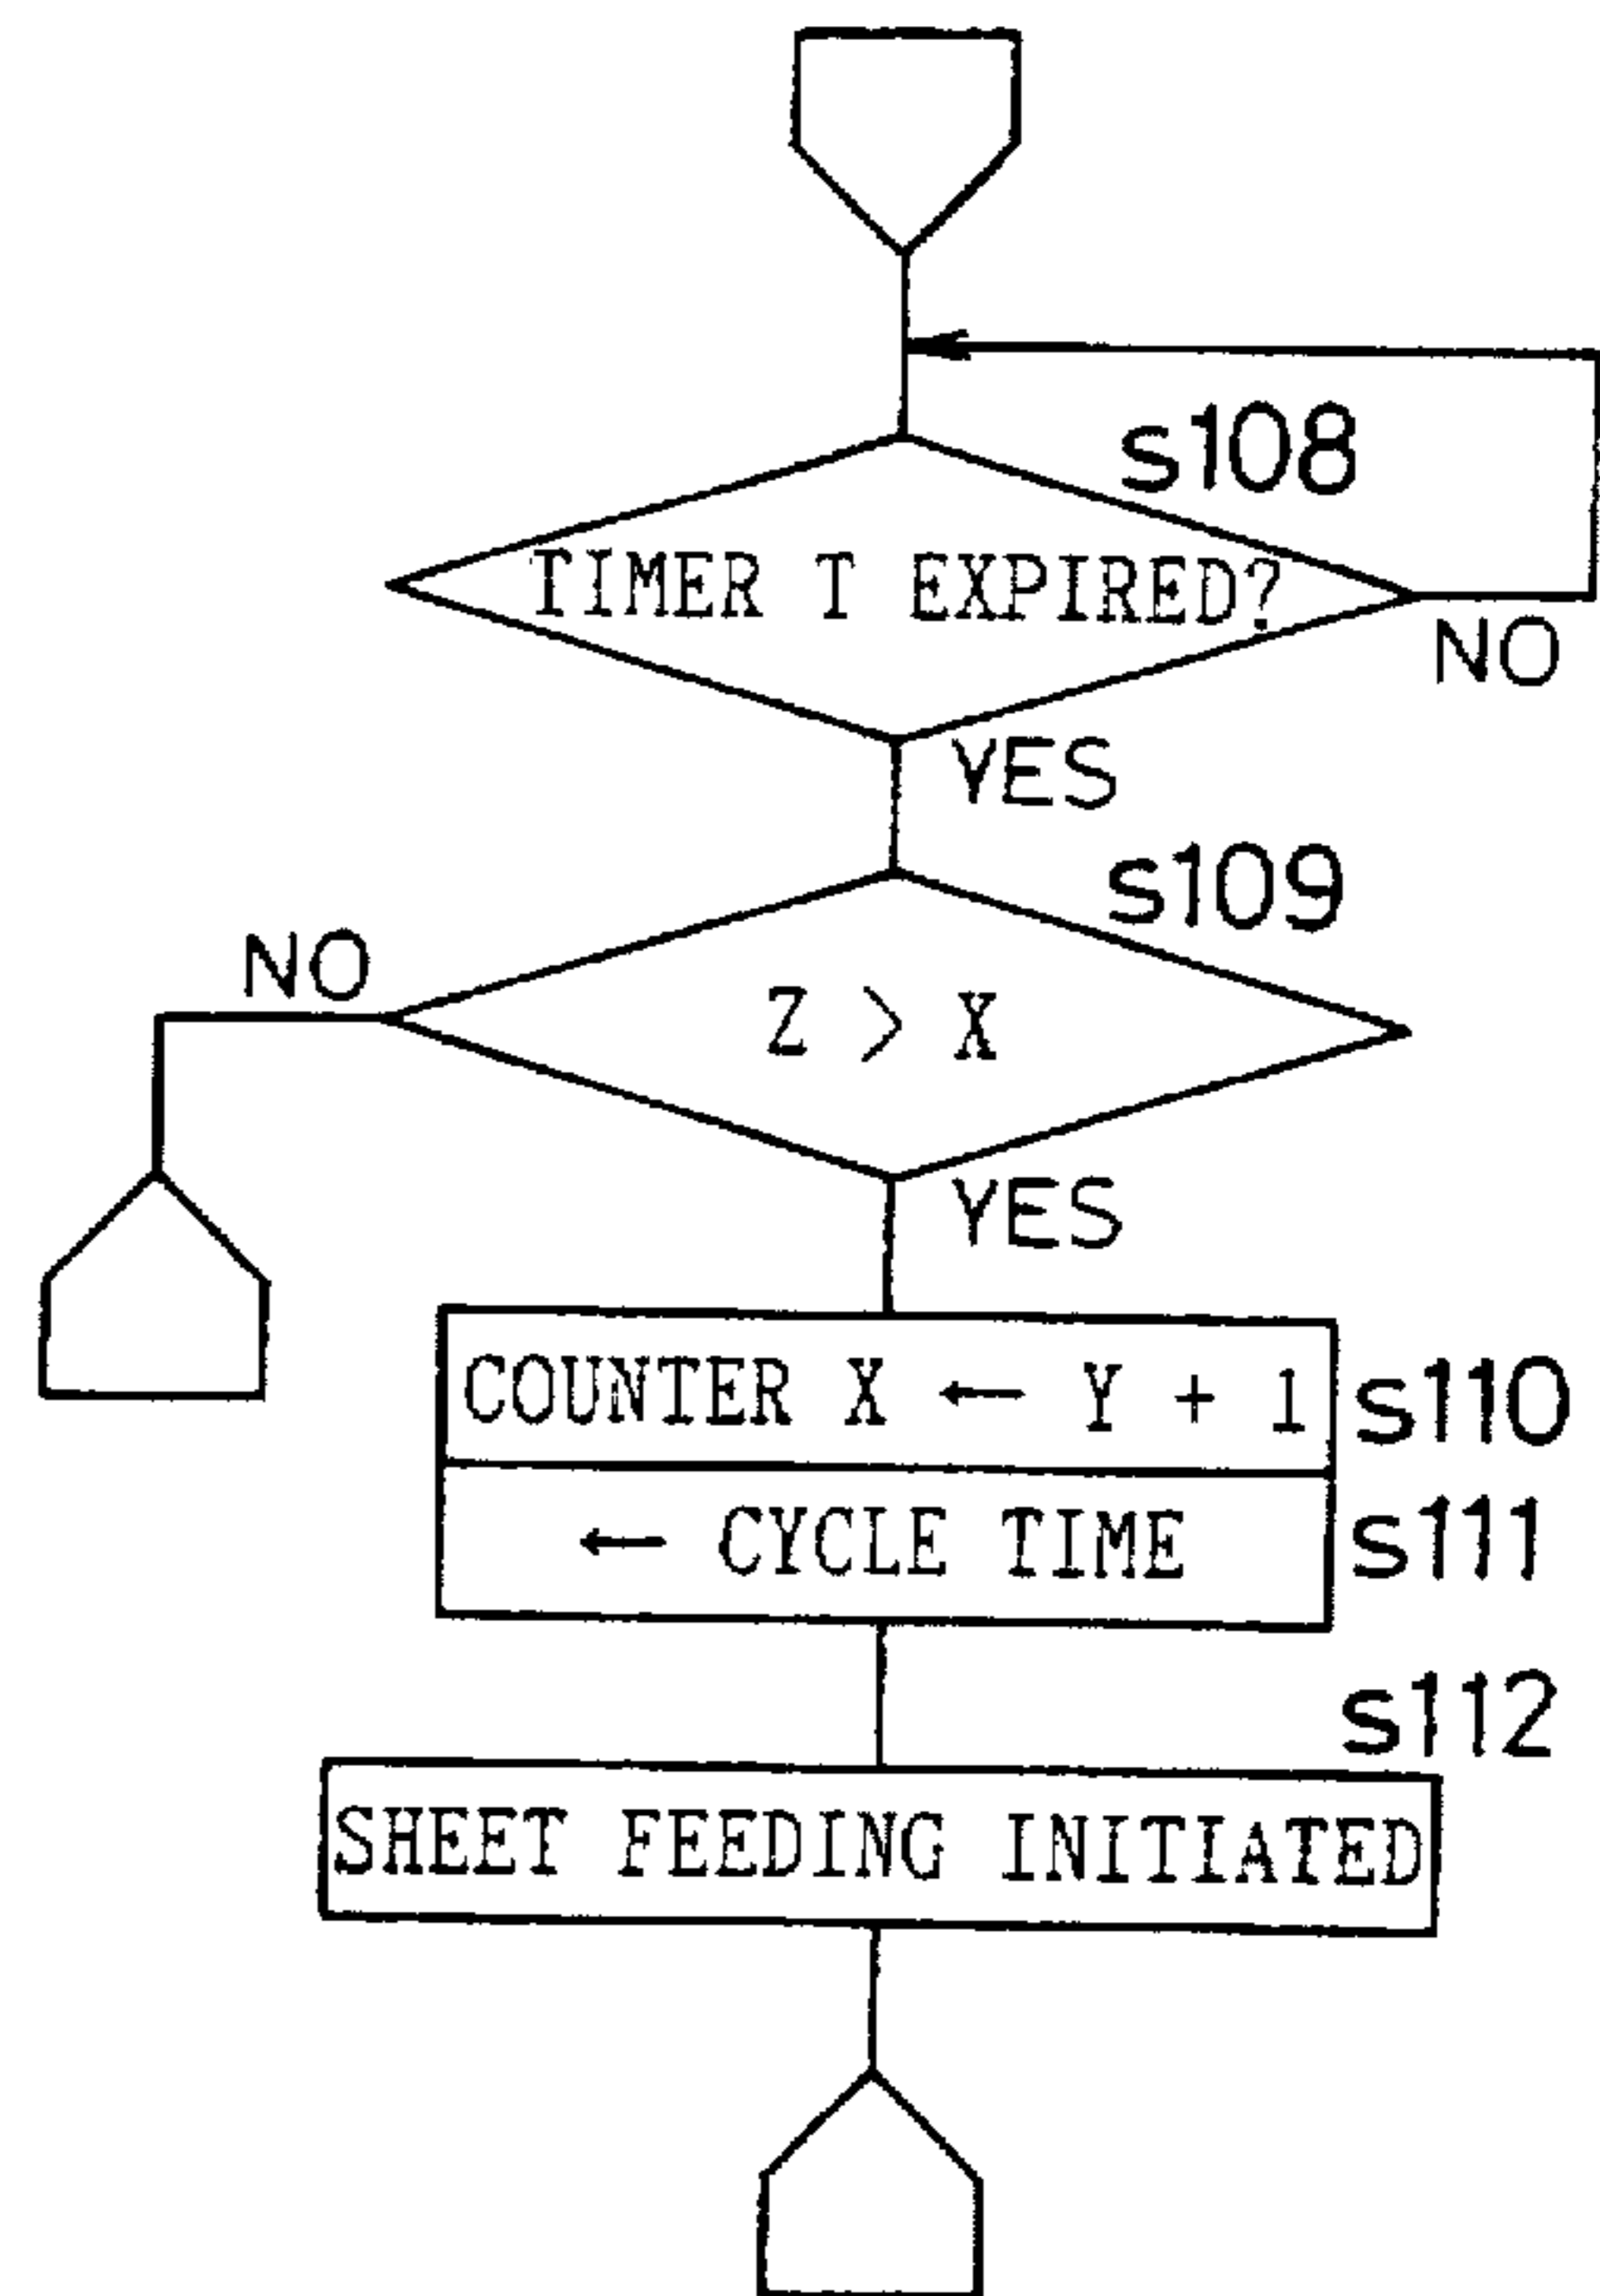 s108
TIMER T EXPIRED?
NO
YES
s109
NO
Z > X
YES
COUNTER X ← Y + 1 s110
← CYCLE TIME s111
s112
SHEET FEEDING INITIATED